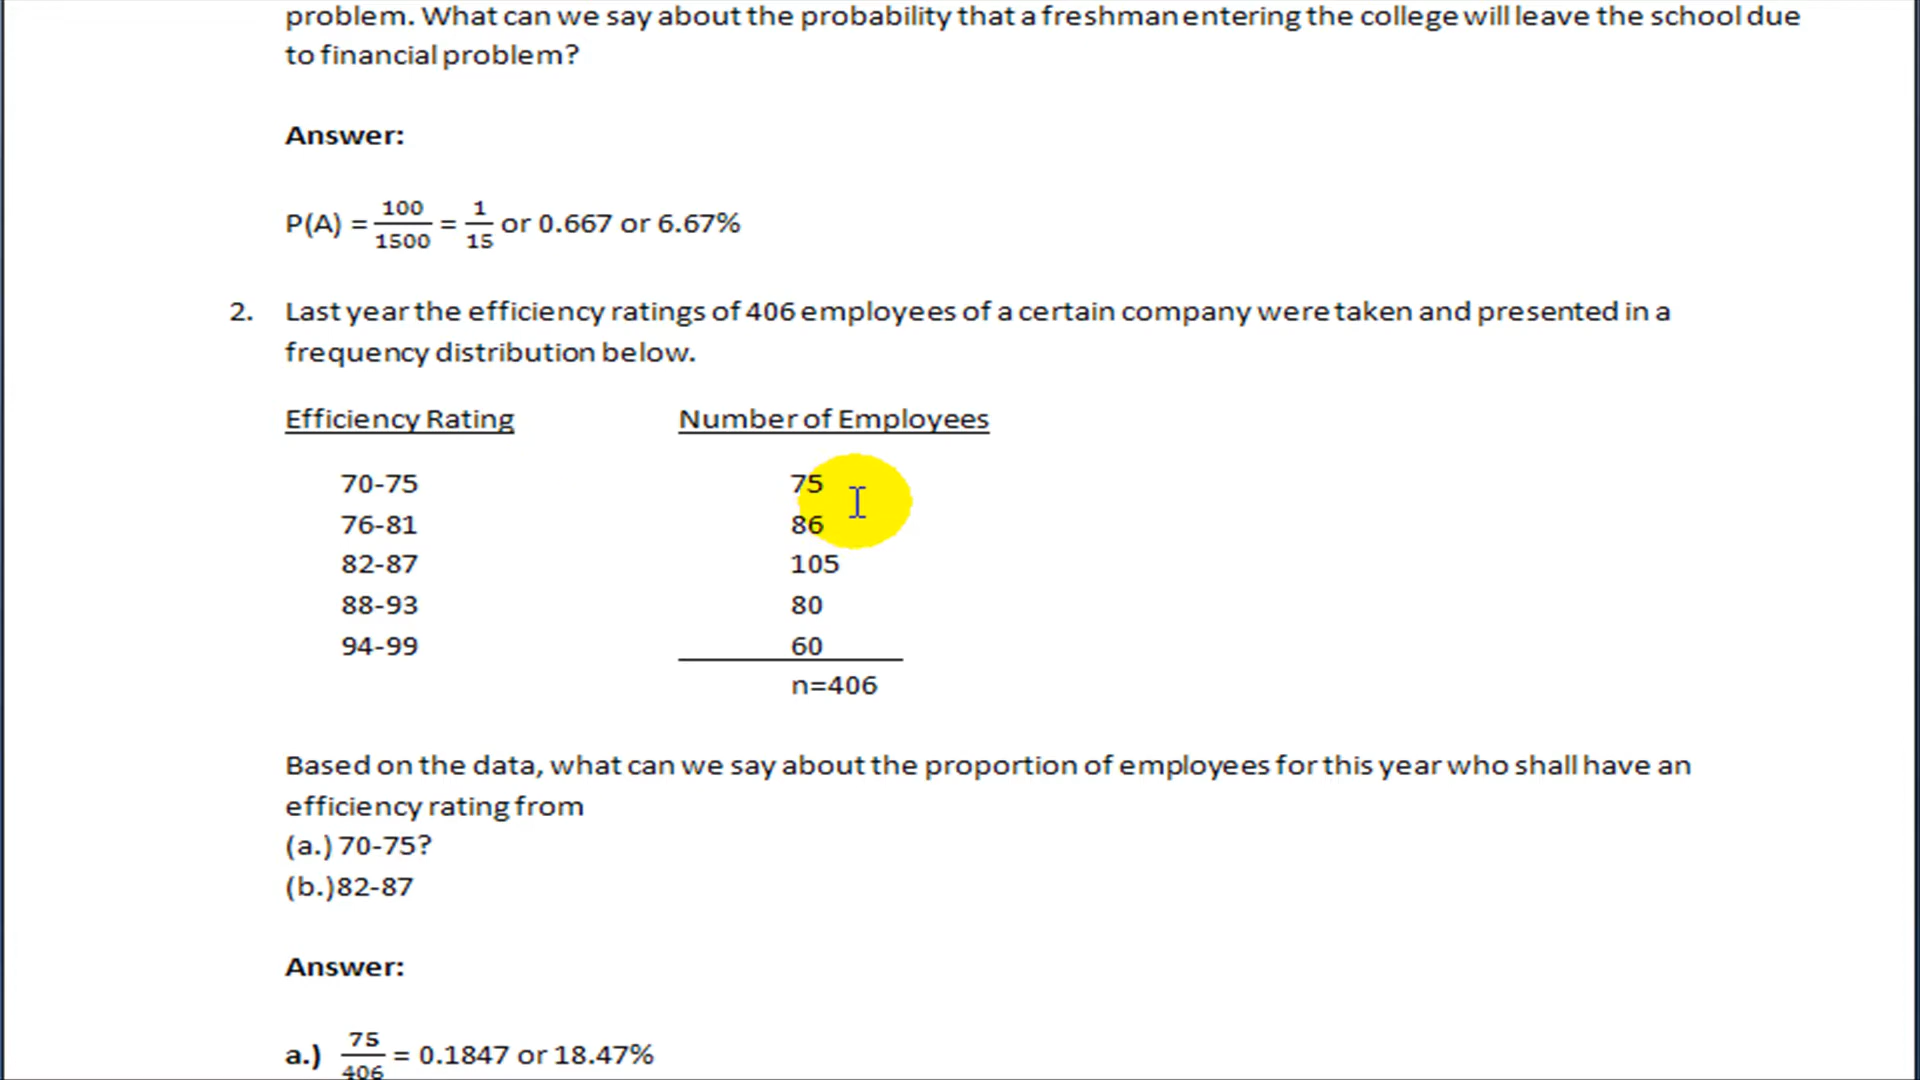 problem. What can we say about the probability that a freshman entering the college will leave the school due
to financial problem?
Answer:
P(A) = 100/1500 = 1/15 or 0.667 or 6.67%
2. Last year the efficiency ratings of 406 employees of a certain company were taken and presented in a
frequency distribution below.
Efficiency Rating Number of Employees
70-75 75
76-81 86
82-87 105
88-93 80
94-99 60
n=406
Based on the data, what can we say about the proportion of employees for this year who shall have an
efficiency rating from
(a.) 70-75?
(b.)82-87
Answer:
a.) 75/406 = 0.1847 or 18.47%